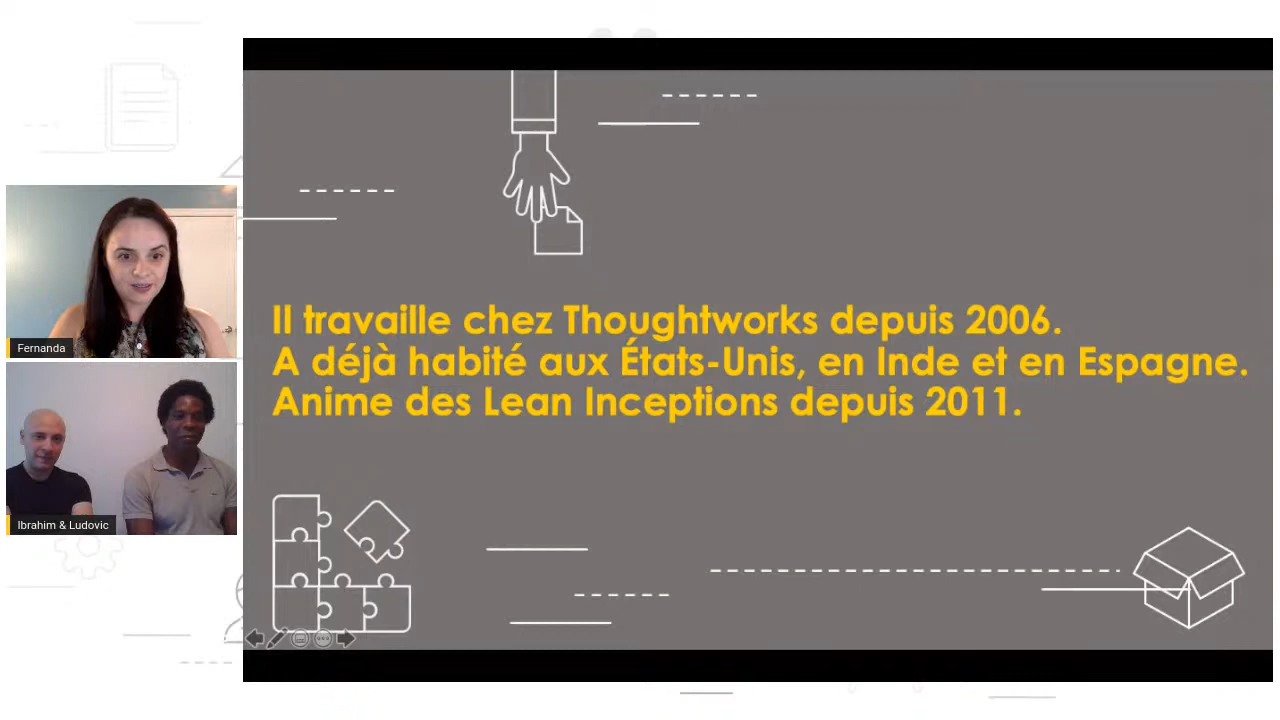 Il travaille chez Thoughtworks depuis 2006.
A déjà habité aux États-Unis, en Inde et en Espagne.
Anime des Lean Inceptions depuis 2011.
Fernanda
Ibrahim & Ludovic